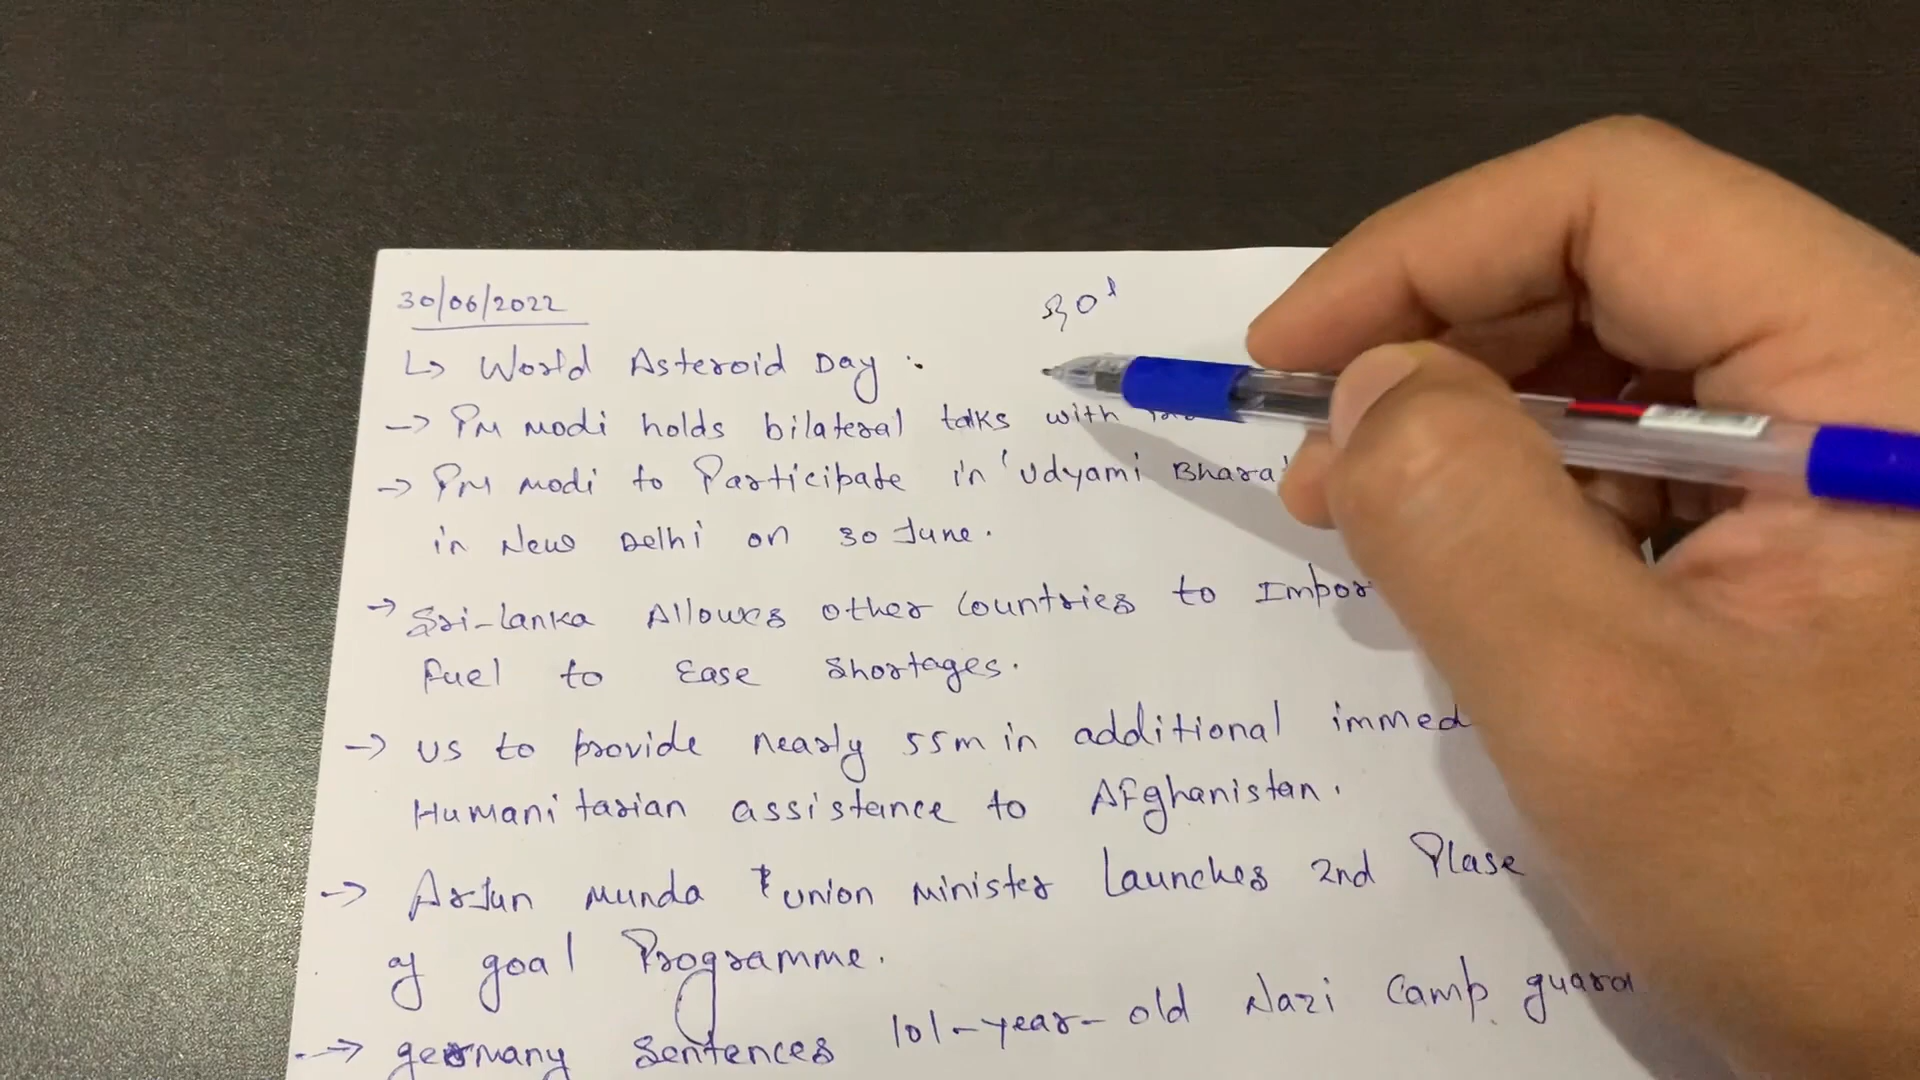 30/06/2022
↳ World Asteroid Day :
→ PM modi holds bilateral talks with
→ PM modi to Participate in 'Udyami Bhara
in New Delhi on 30 June.
→ Sri-Lanka Allowes other Countries to Impor
fuel to Ease Shortages.
→ US to provide nearly 55m in additional immed
Humanitarian assistance to Afghanistan.
→ Arjun Munda union minister Launches 2nd Plase
of goal Programme.
→ germany Sentences 101-year-old Nazi Camp guard